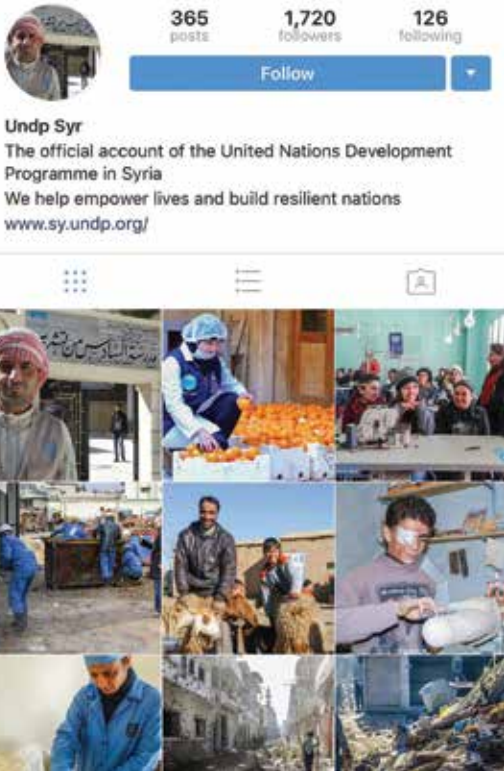 365 1,720 126
posts followers following
Follow
Undp Syr
The official account of the United Nations Development
Programme in Syria
We help empower lives and build resilient nations
www.sy.undp.org/